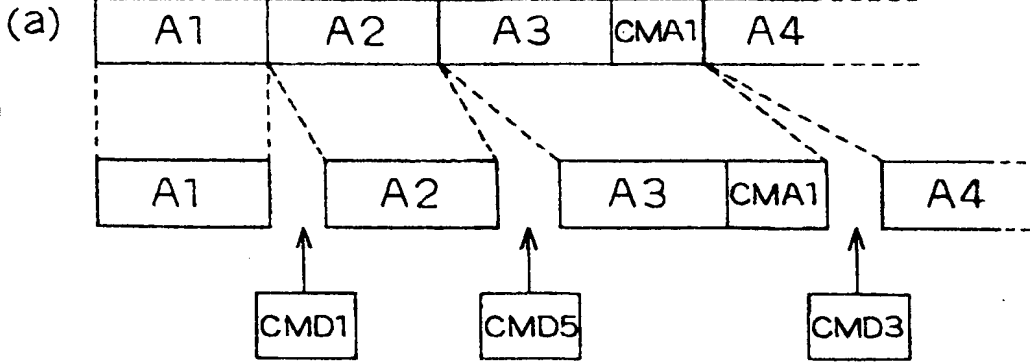 (a) A1 A2 A3 CMA1 A4
A1 A2 A3 CMA1 A4
CMD1 CMD5 CMD3